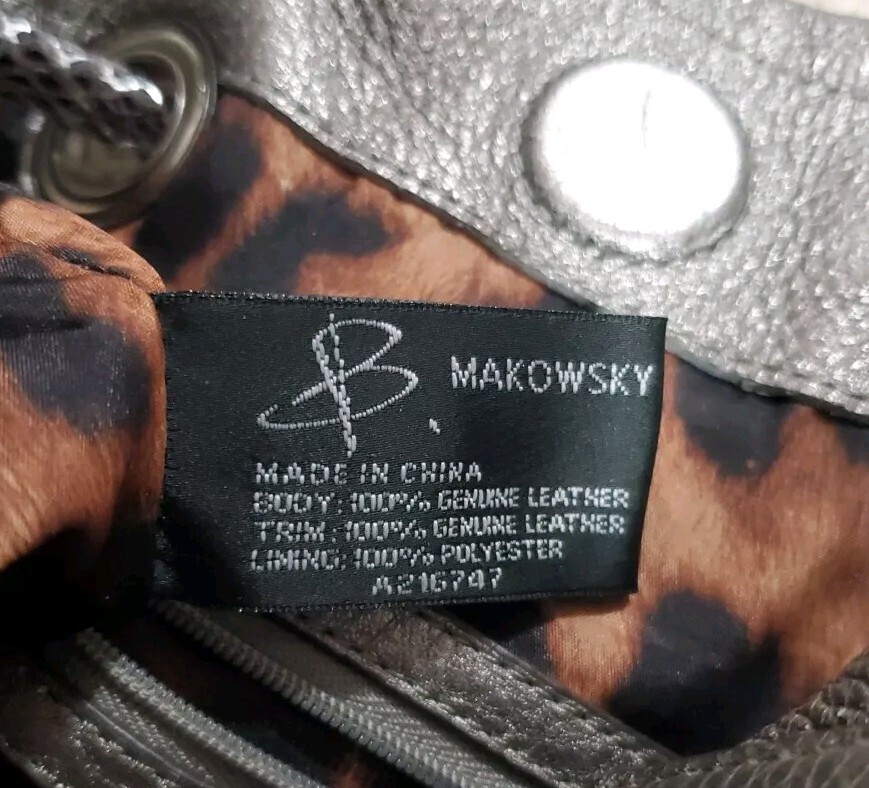 B. MAKOWSKY
MADE IN CHINA
BODY: 100% GENUINE LEATHER
TRIM: 100% GENUINE LEATHER
LINING: 100% POLYESTER
A216747